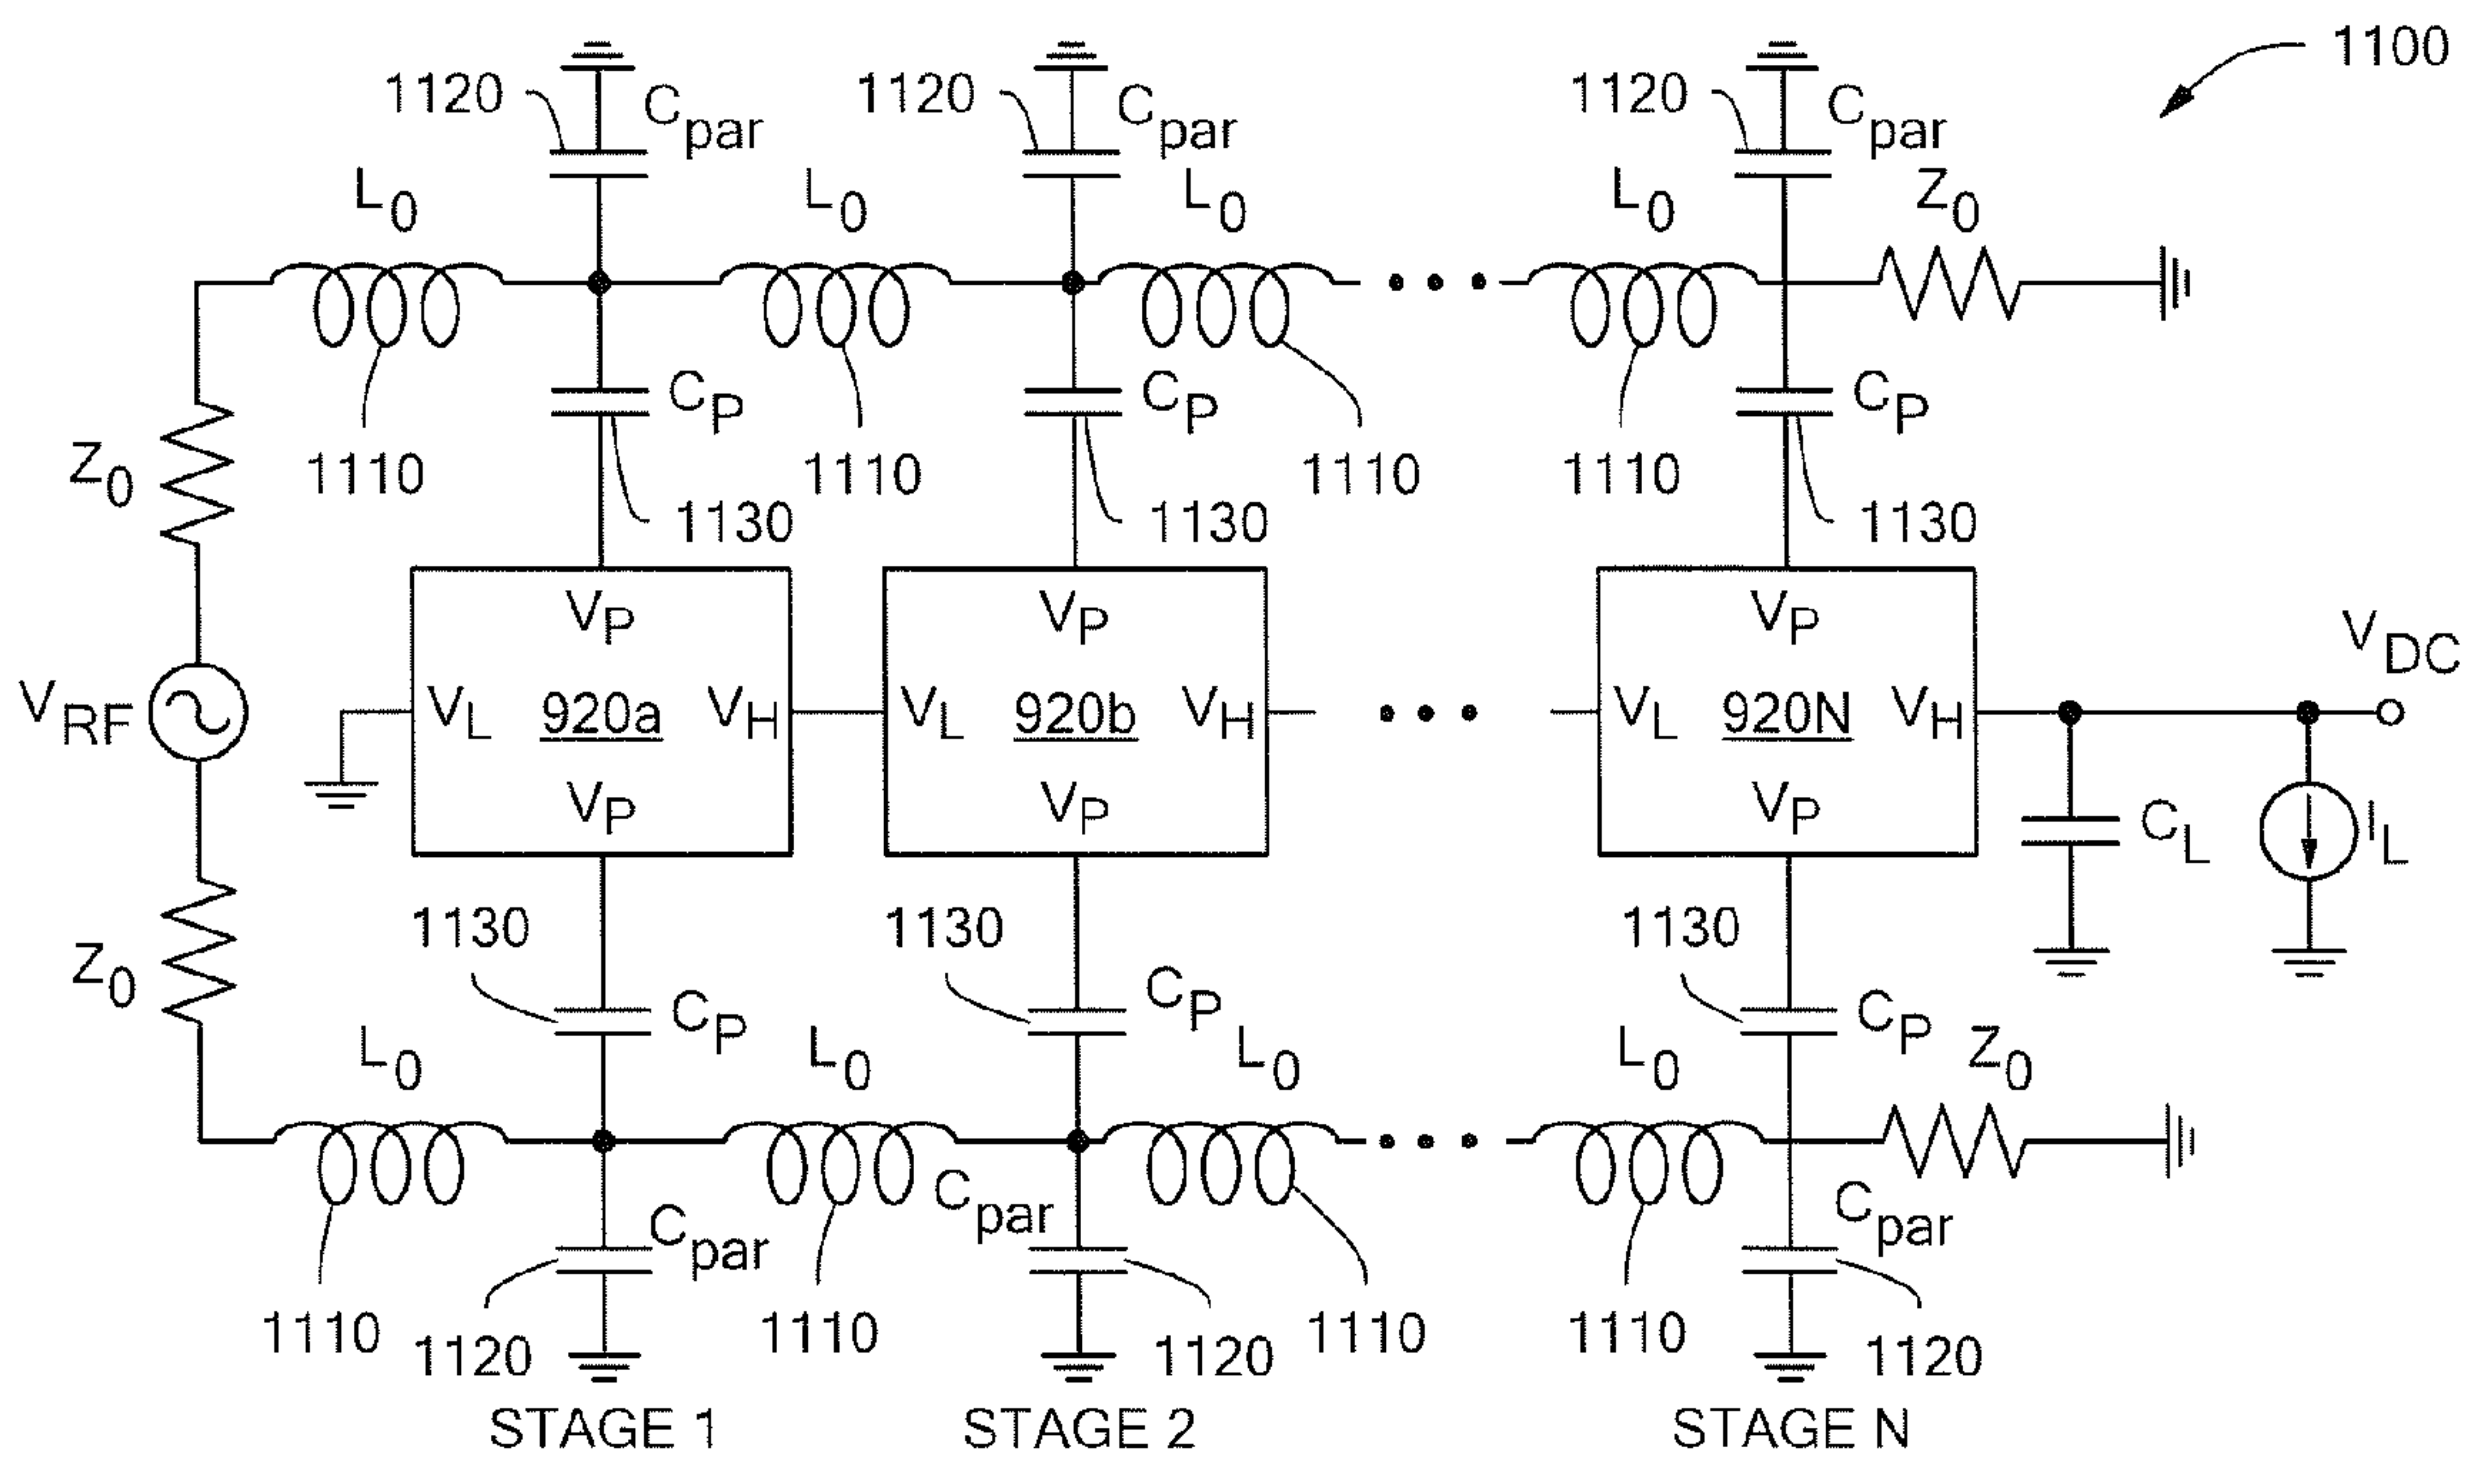 1100
1120 Cpar 1120 Cpar 1120 Cpar
L0 L0 L0 L0 Z0
CP CP CP
Z0 1110 1110 1110 1110
1130 1130 1130
VP VP VP
VDC
VRF VL 920a VH VL 920b VH VL 920N VH
VP VP VP
CL IL
1130 1130 1130
Z0 CP CP CP
L0 L0 L0 L0 Z0
Cpar Cpar Cpar
1110 1120 1110 1120 1110 1110 1120
STAGE 1 STAGE 2 STAGE N